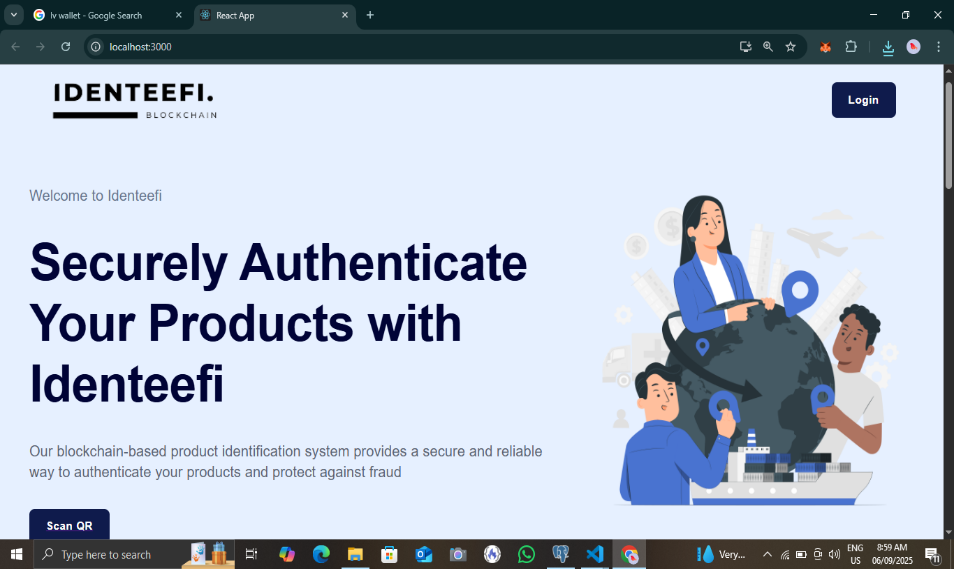 lv wallet - Google Search
React App
localhost:3000
IDENTEEFI.
BLOCKCHAIN
Login
Welcome to Identeefi
Securely Authenticate
Your Products with
Identeefi
Our blockchain-based product identification system provides a secure and reliable
way to authenticate your products and protect against fraud
Scan QR
Type here to search
Very...
ENG
US
8:59 AM
06/09/2025